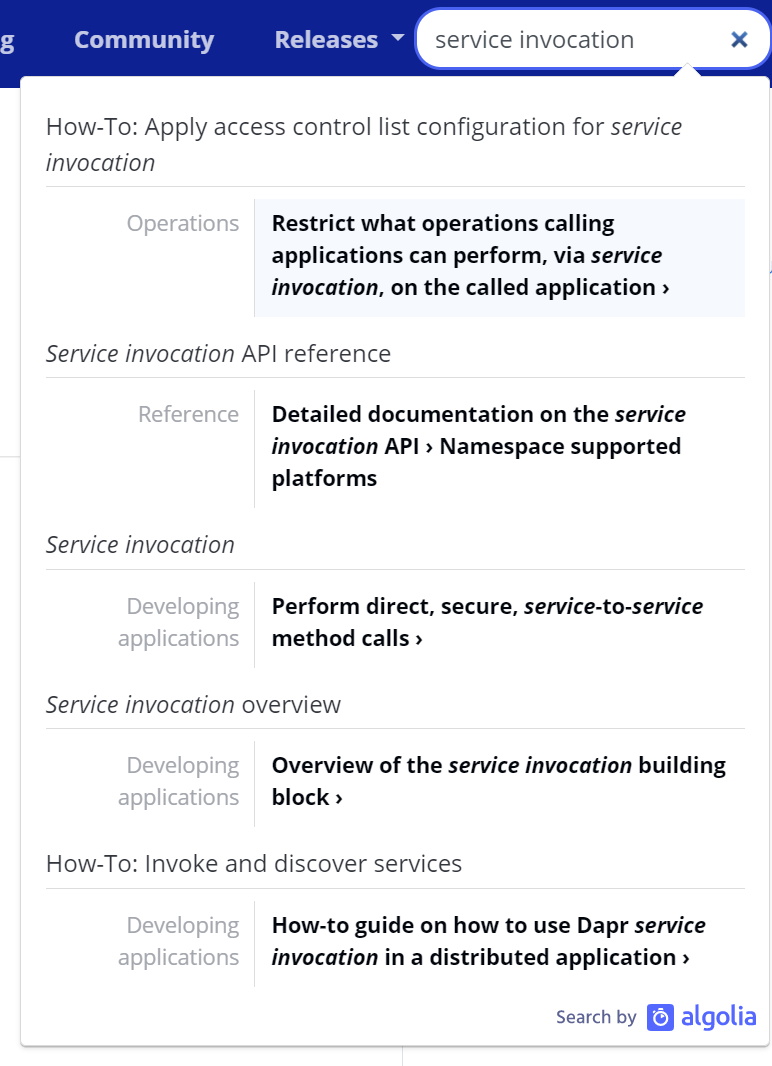 g Community Releases service invocation
How-To: Apply access control list configuration for service
invocation
Operations
Restrict what operations calling
applications can perform, via service
invocation, on the called application ›
Service invocation API reference
Reference
Detailed documentation on the service
invocation API › Namespace supported
platforms
Service invocation
Developing
applications
Perform direct, secure, service-to-service
method calls ›
Service invocation overview
Developing
applications
Overview of the service invocation building
block ›
How-To: Invoke and discover services
Developing
applications
How-to guide on how to use Dapr service
invocation in a distributed application ›
Search by algolia